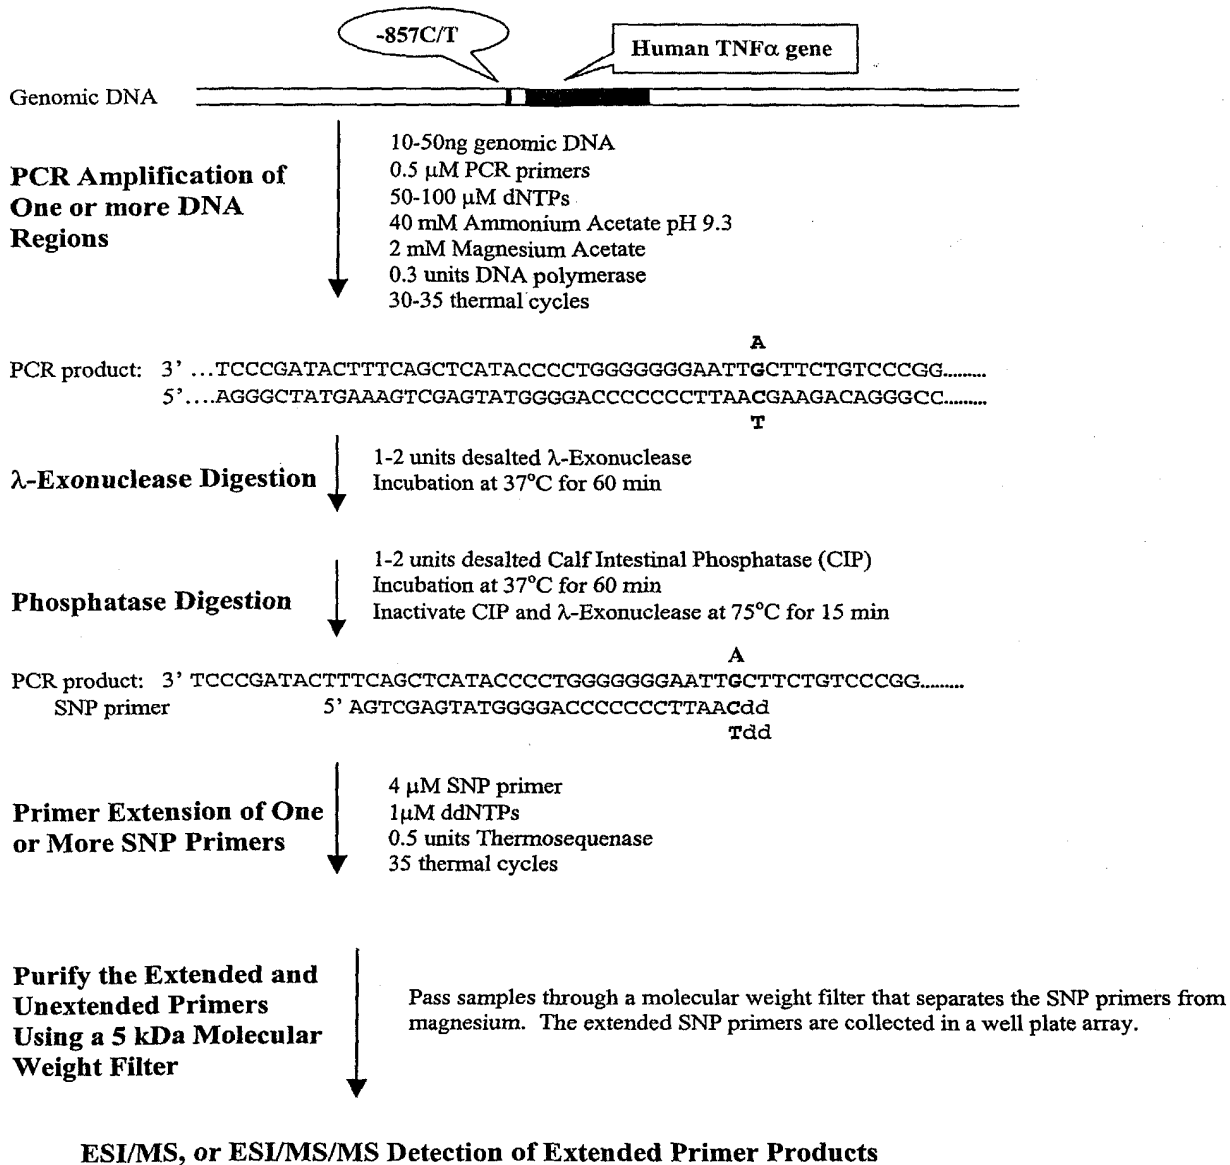 -857C/T
Human TNFα gene
Genomic DNA
PCR Amplification of
One or more DNA
Regions
10-50ng genomic DNA
0.5 µM PCR primers
50-100 µM dNTPs
40 mM Ammonium Acetate pH 9.3
2 mM Magnesium Acetate
0.3 units DNA polymerase
30-35 thermal cycles
A
PCR product: 3' ...TCCCGATACTTTCAGCTCATACCCCTGGGGGGGAATTGCTTCTGTCCCGG.........
5'....AGGGCTATGAAAGTCGAGTATGGGGACCCCCCCTTAACGAAGACAGGGCC.........
T
λ-Exonuclease Digestion
1-2 units desalted λ-Exonuclease
Incubation at 37°C for 60 min
Phosphatase Digestion
1-2 units desalted Calf Intestinal Phosphatase (CIP)
Incubation at 37°C for 60 min
Inactivate CIP and λ-Exonuclease at 75°C for 15 min
A
PCR product: 3' TCCCGATACTTTCAGCTCATACCCCTGGGGGGGAATTGCTTCTGTCCCGG.........
SNP primer 5' AGTCGAGTATGGGGACCCCCCCTTAACdd
Tdd
Primer Extension of One
or More SNP Primers
4 µM SNP primer
1µM ddNTPs
0.5 units Thermosequenase
35 thermal cycles
Purify the Extended and
Unextended Primers
Using a 5 kDa Molecular
Weight Filter
Pass samples through a molecular weight filter that separates the SNP primers from
magnesium. The extended SNP primers are collected in a well plate array.
ESI/MS, or ESI/MS/MS Detection of Extended Primer Products